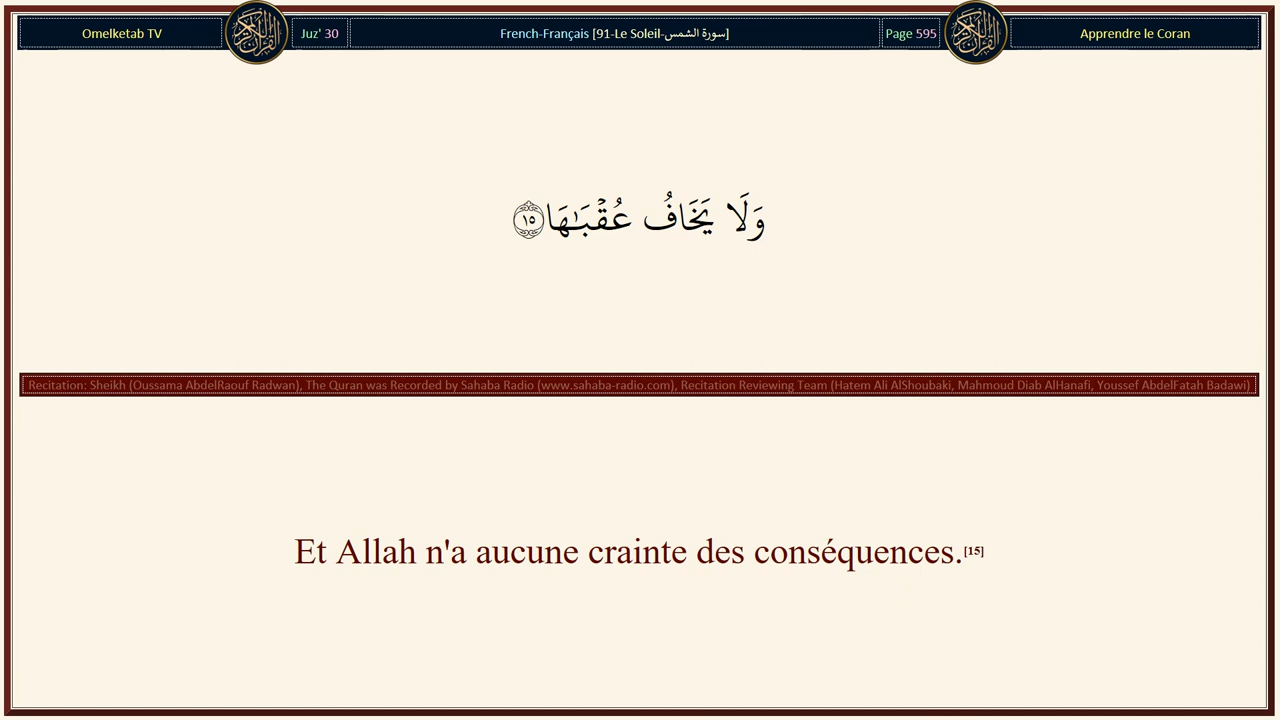 Omelketab TV
Juz' 30
French-Français [91-Le Soleil-سورة الشمس]
Page 595
Apprendre le Coran
وَلَا يَخَافُ عُقْبَـٰهَا ١٥
Recitation: Sheikh (Oussama AbdelRaouf Radwan), The Quran was Recorded by Sahaba Radio (www.sahaba-radio.com), Recitation Reviewing Team (Hatem Ali AlShoubaki, Mahmoud Diab AlHanafi, Youssef AbdelFatah Badawi)
Et Allah n'a aucune crainte des conséquences.[15]